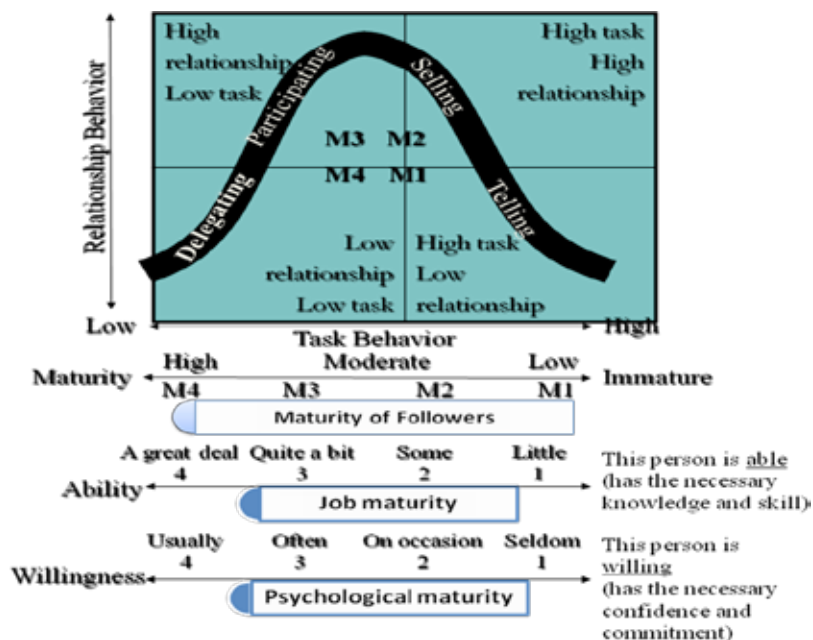 High
relationship
Low task
High task
High
relationship
Participating
Selling
M3 M2
M4 M1
Delegating
Telling
Low
relationship
Low task
High task
Low
relationship
Relationship Behavior
Low
Task Behavior
High
High Moderate Low
Maturity
Immature
M4 M3 M2 M1
Maturity of Followers
A great deal Quite a bit Some Little
4 3 2 1
Ability
Job maturity
This person is able
(has the necessary
knowledge and skill)
Usually Often On occasion Seldom
4 3 2 1
Willingness
Psychological maturity
This person is
willing
(has the necessary
confidence and
commitment)